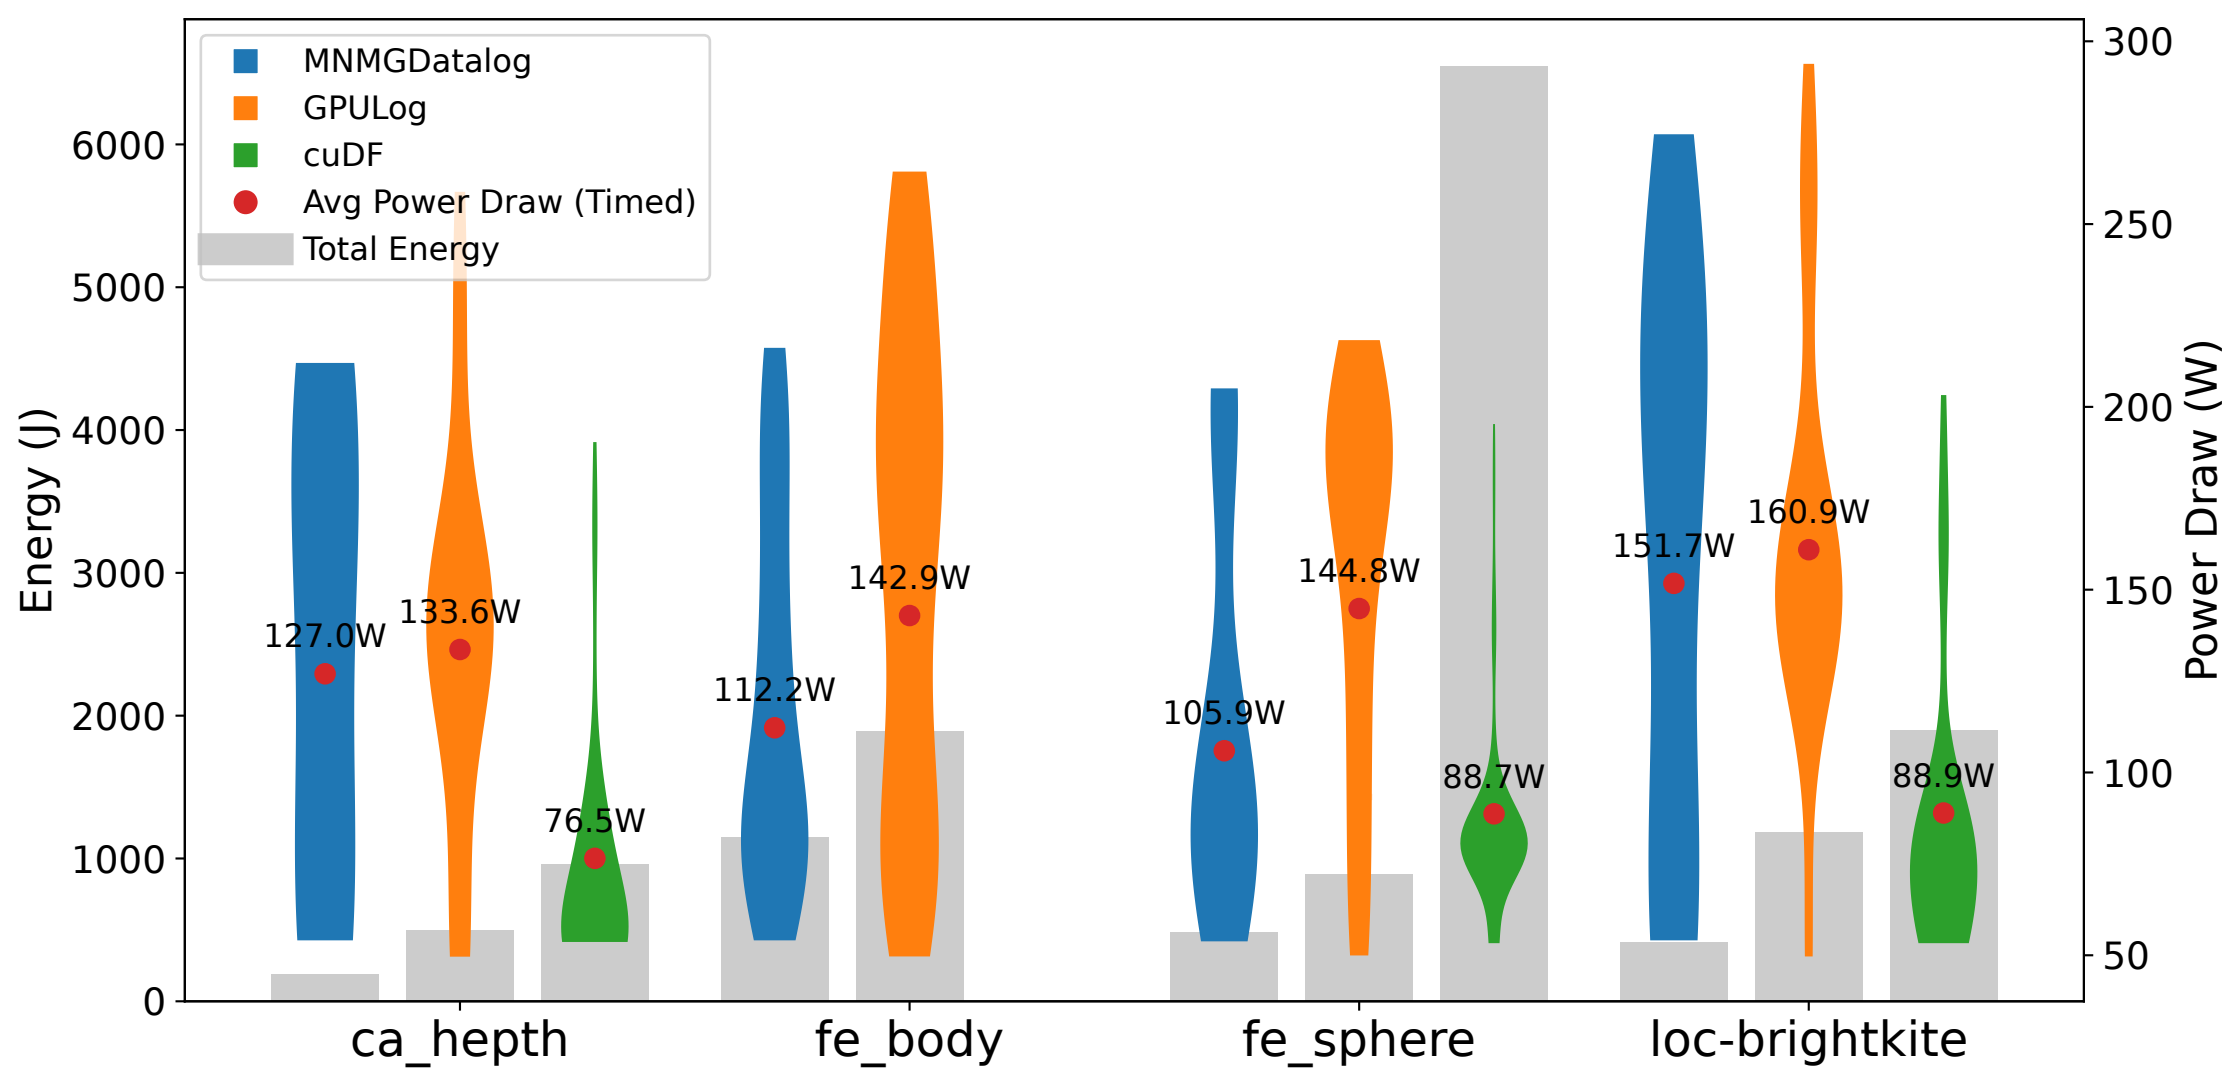 MNMGDatalog
GPULog
cuDF
Avg Power Draw (Timed)
Total Energy
Energy (J)
6000
5000
4000
3000
2000
1000
0
300
250
200
150
100
50
Power Draw (W)
127.0W
133.6W
76.5W
112.2W
142.9W
105.9W
144.8W
88.7W
151.7W
160.9W
88.9W
ca_hepth
fe_body
fe_sphere
loc-brightkite